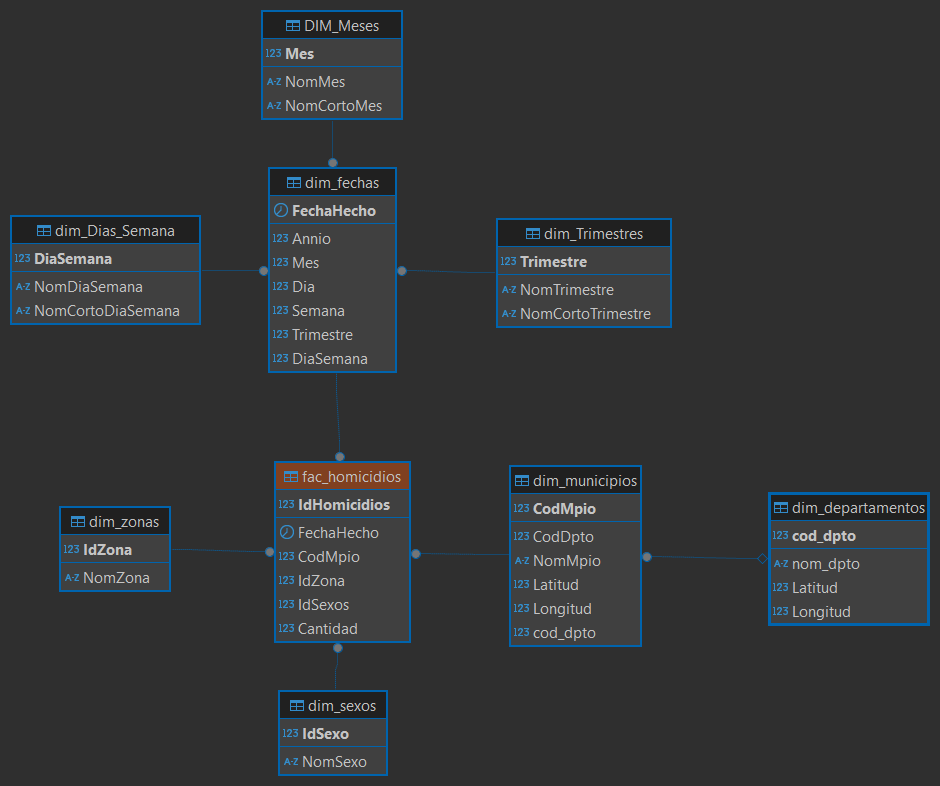 DIM_Meses
123 Mes
A-Z NomMes
A-Z NomCortoMes
dim_fechas
FechaHecho
123 Annio
123 Mes
123 Dia
123 Semana
123 Trimestre
123 DiaSemana
dim_Dias_Semana
123 DiaSemana
A-Z NomDiaSemana
A-Z NomCortoDiaSemana
dim_Trimestres
123 Trimestre
A-Z NomTrimestre
A-Z NomCortoTrimestre
fac_homicidios
123 IdHomicidios
FechaHecho
123 CodMpio
123 IdZona
123 IdSexos
123 Cantidad
dim_zonas
123 IdZona
A-Z NomZona
dim_municipios
123 CodMpio
123 CodDpto
A-Z NomMpio
123 Latitud
123 Longitud
123 cod_dpto
dim_departamentos
123 cod_dpto
A-Z nom_dpto
123 Latitud
123 Longitud
dim_sexos
123 IdSexo
A-Z NomSexo